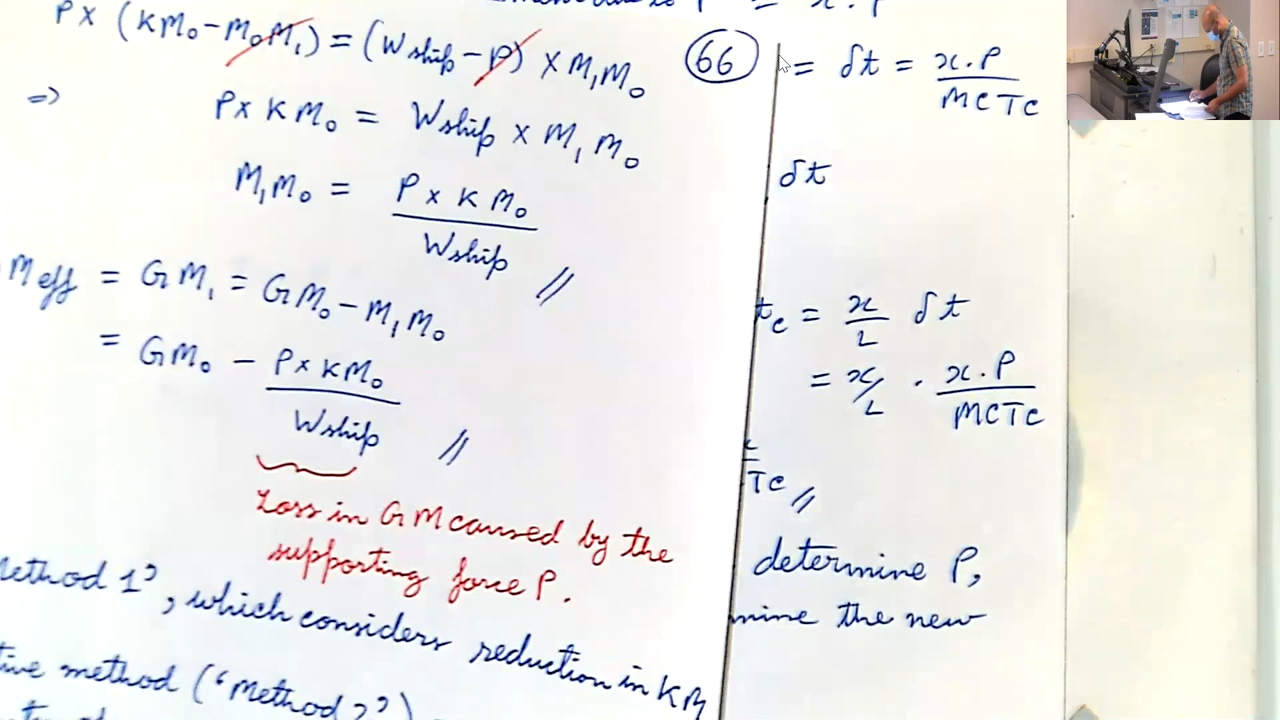 P x (KM₀ - M₀M₁) = (Wship - P) x M₁M₀
(66)
=> P x KM₀ = Wship x M₁M₀
M₁M₀ = P x KM₀ / Wship //
Meff = GM₁ = GM₀ - M₁M₀
= GM₀ - P x KM₀ / Wship //
Loss in GM caused by the
supporting force P.
Method 1', which considers reduction in KM,
tive method ('Method 2')
= δt = x.P / MCTC
δt
tc = x/L δt
= x/L . x.P / MCTC
TC //
determine P,
mine the new